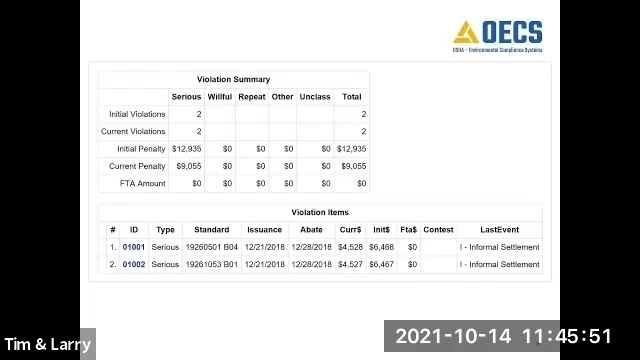 OECS
OSHA - Environmental Compliance Systems
Violation Summary
Serious Willful Repeat Other Unclass Total
Initial Violations 2 2
Current Violations 2 2
Initial Penalty $12,935 $0 $0 $0 $0 $12,935
Current Penalty $9,055 $0 $0 $0 $0 $9,055
FTA Amount $0 $0 $0 $0 $0 $0
Violation Items
# ID Type Standard Issuance Abate Curr$ Init$ Fta$ Contest LastEvent
1. 01001 Serious 19260501 B04 12/21/2018 12/28/2018 $4,528 $6,468 $0 I - Informal Settlement
2. 01002 Serious 19261053 B01 12/21/2018 12/28/2018 $4,527 $6,467 $0 I - Informal Settlement
Tim & Larry
2021-10-14 11:45:51